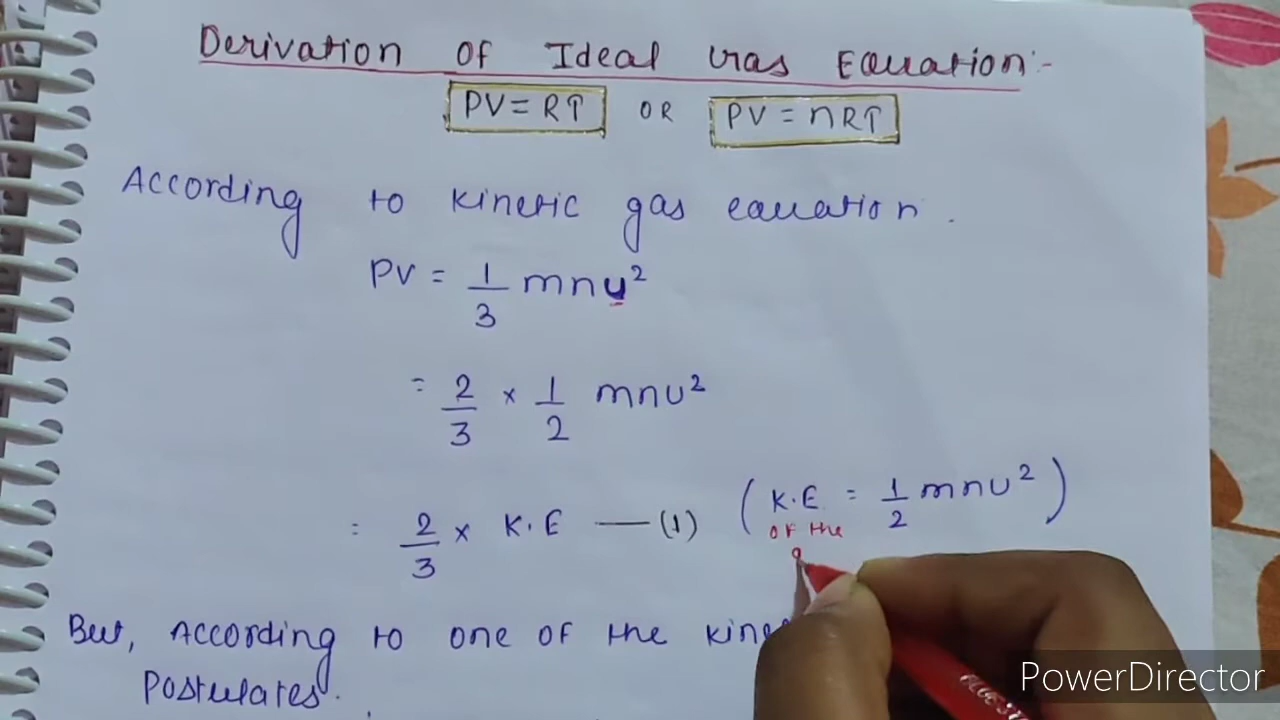 Derivation Of Ideal Gas Equation:-
PV = RT OR PV = nRT
According to kinetic gas equation.
PV = 1/3 mnu²
= 2/3 × 1/2 mnu²
= 2/3 × K.E —(1) (K.E = 1/2 mnu²)
of the
But, According to one of the
Postulates.
PowerDirector